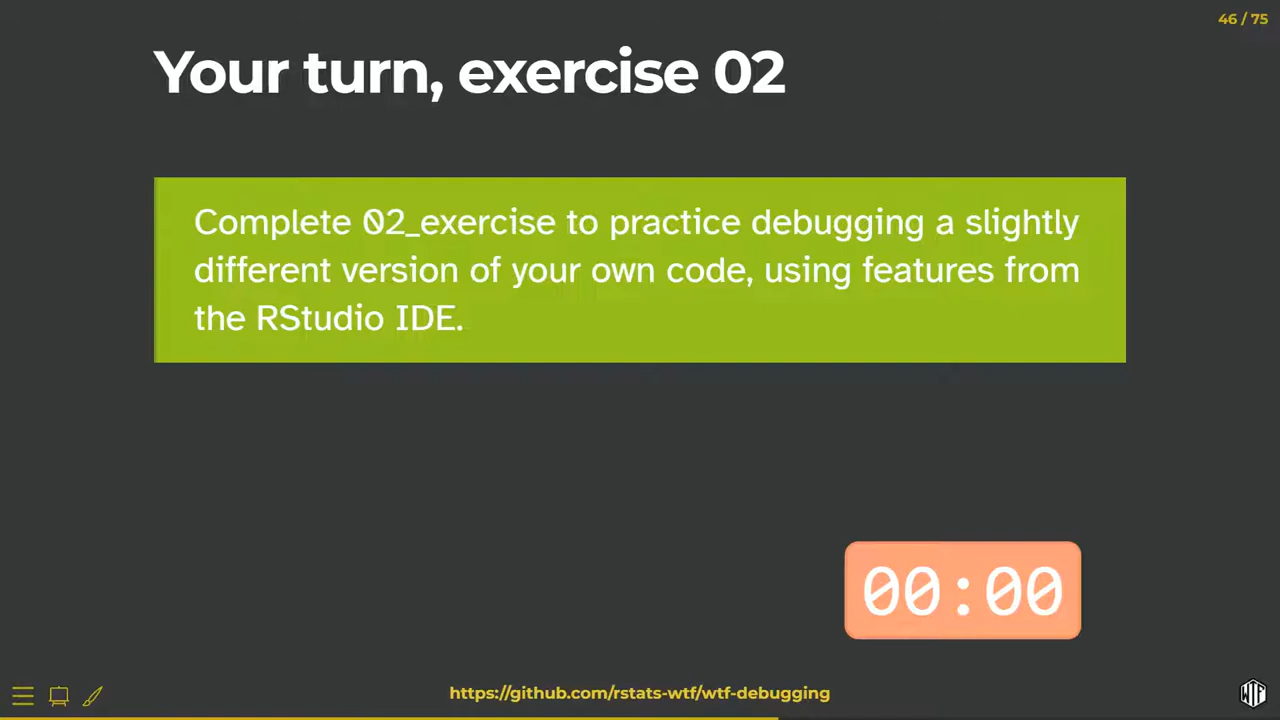 46 / 75
Your turn, exercise 02
Complete 02_exercise to practice debugging a slightly
different version of your own code, using features from
the RStudio IDE.
00:00
https://github.com/rstats-wtf/wtf-debugging
WTF